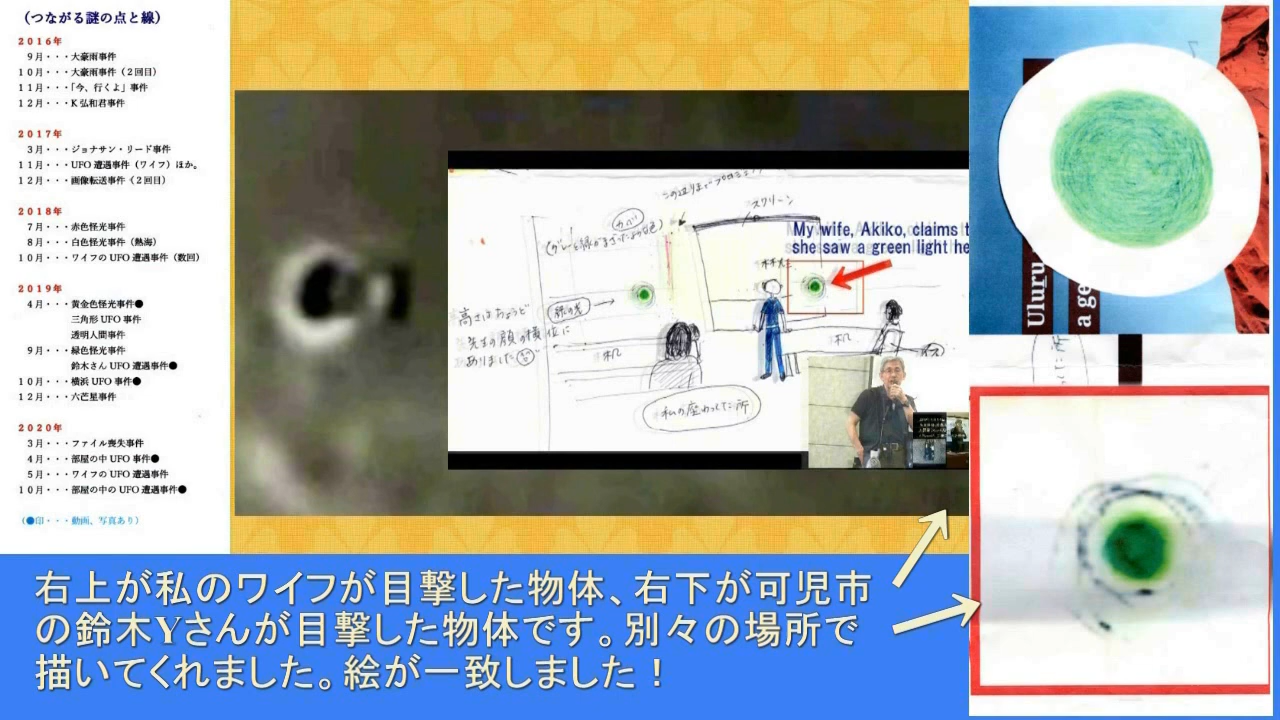 （つながる謎の点と線）
2016年
9月・・・大豪雨事件
10月・・・大豪雨事件（2回目）
11月・・・「今、行くよ」事件
12月・・・K弘和君事件
2017年
3月・・・ジョナサン・リード事件
11月・・・UFO遭遇事件（ワイフ）ほか。
12月・・・画像転送事件（2回目）
2018年
7月・・・赤色怪光事件
8月・・・白色怪光事件（熱海）
10月・・・ワイフのUFO遭遇事件（数回）
2019年
4月・・・黄金色怪光事件●
三角形UFO事件
透明人間事件
9月・・・緑色怪光事件
鈴木さんUFO遭遇事件●
10月・・・横浜UFO事件●
12月・・・六芒星事件
2020年
3月・・・ファイル喪失事件
4月・・・部屋の中UFO事件●
5月・・・ワイフのUFO遭遇事件
10月・・・部屋の中のUFO遭遇事件●
（●印・・・動画、写真あり）
スクリーン
カバ
My wife, Akiko, claims t
she saw a green light he
緑の光
高さはちょうど
先生の顔の横位に
ありました
机
机
（イス）
私の座わってた所
Uluru
a ge
右上が私のワイフが目撃した物体、右下が可児市
の鈴木Yさんが目撃した物体です。別々の場所で
描いてくれました。絵が一致しました！